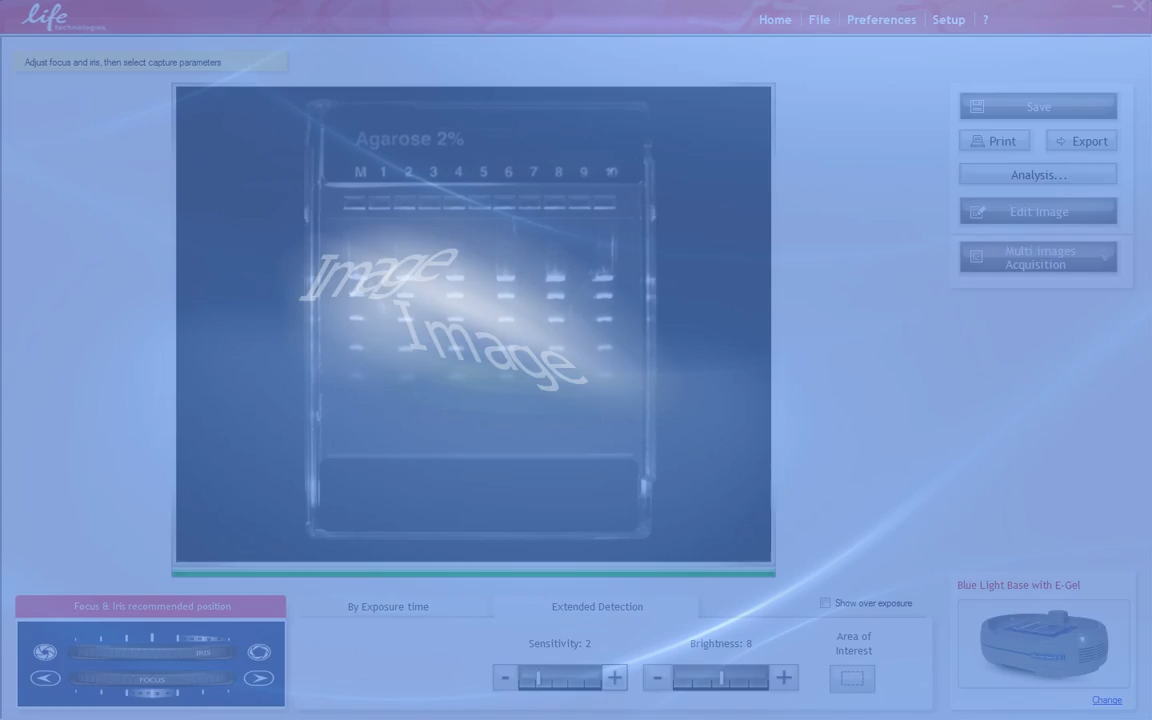 life
technologies
Home File Preferences Setup ?
Adjust focus and iris, then select capture parameters
Agarose 2%
M 1 2 3 4 5 6 7 8 9 10
Image
Image
Save
Print Export
Analysis...
Edit Image
Multi images
Acquisition
Focus & Iris recommended position
IRIS
FOCUS
By Exposure time
Extended Detection
Show over exposure
Sensitivity: 2
Brightness: 8
Area of
Interest
- +
- +
Blue Light Base with E-Gel
Change